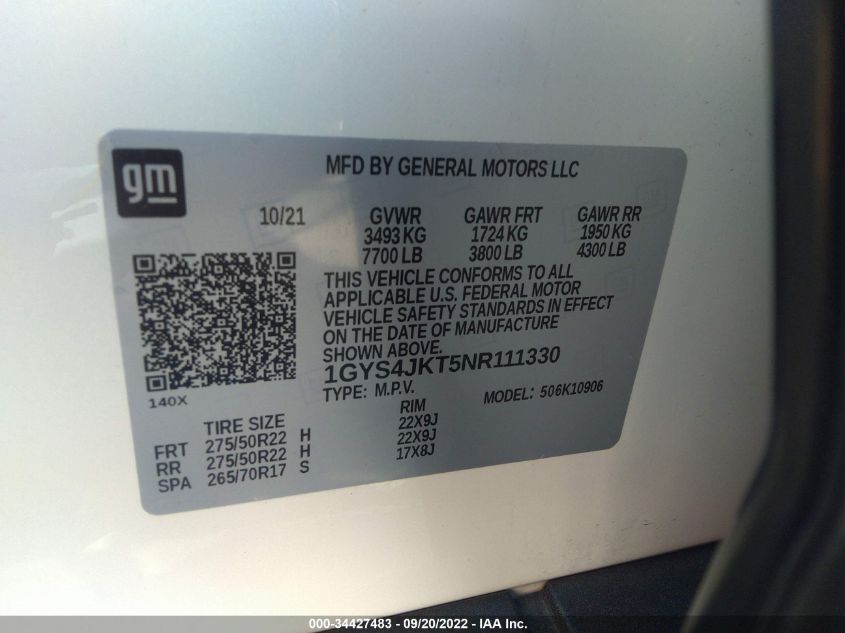 gm
MFD BY GENERAL MOTORS LLC
10/21 GVWR GAWR FRT GAWR RR
3493 KG 1724 KG 1950 KG
7700 LB 3800 LB 4300 LB
THIS VEHICLE CONFORMS TO ALL
APPLICABLE U.S. FEDERAL MOTOR
VEHICLE SAFETY STANDARDS IN EFFECT
ON THE DATE OF MANUFACTURE
SHOWN ABOVE.
1GYS4JKT5NR111330
TYPE: M.P.V. MODEL: 506K10906
140X
TIRE SIZE RIM
FRT 275/50R22 H 22X9J
RR 275/50R22 H 22X9J
SPA 265/70R17 S 17X8J
000-34427483 - 09/20/2022 - IAA Inc.